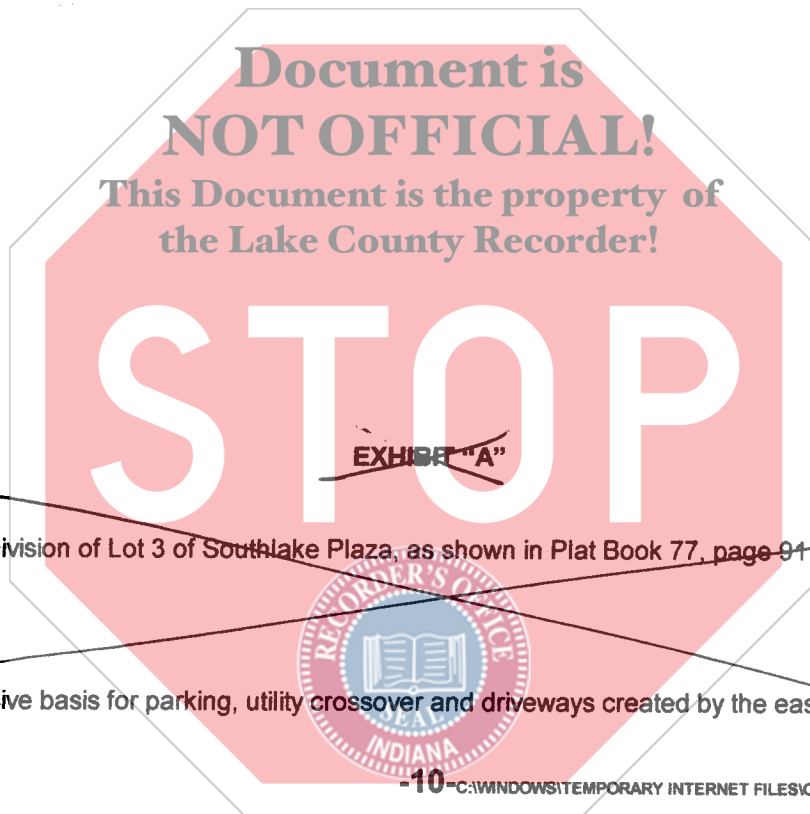 Document is
NOT OFFICIAL!
This Document is the property of
the Lake County Recorder!
STOP
EXHIBIT "A"
ivision of Lot 3 of Southlake Plaza, as shown in Plat Book 77, page 91
RECORDER'S OFFICE
ive basis for parking, utility crossover and driveways created by the eas
SEAL
INDIANA
-10-C:\WINDOWS\TEMPORARY INTERNET FILES\C